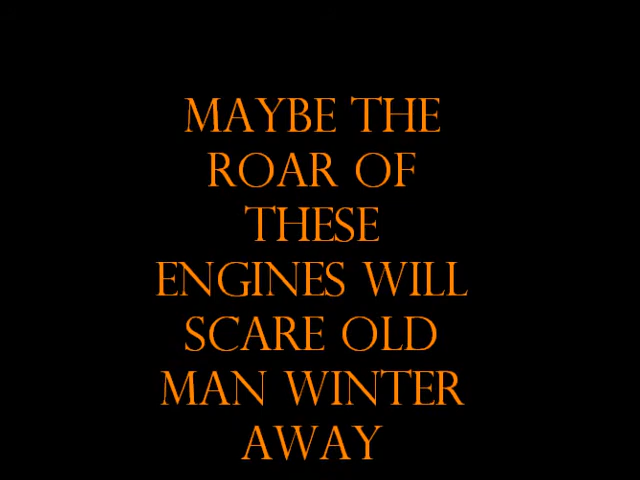 MAYBE THE
ROAR OF
THESE
ENGINES WILL
SCARE OLD
MAN WINTER
AWAY